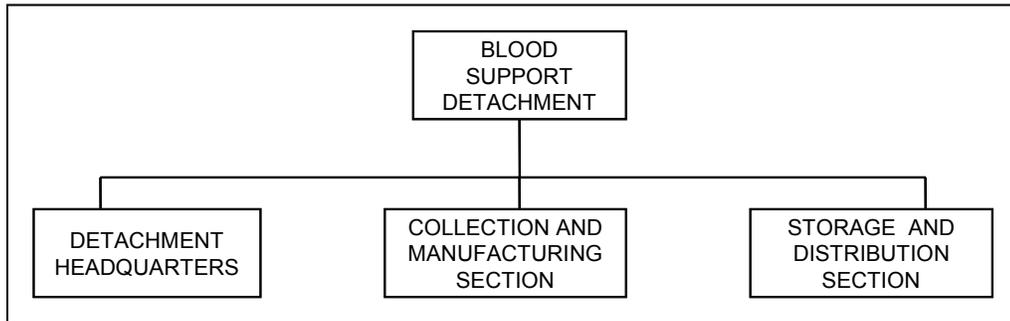 BLOOD
SUPPORT
DETACHMENT
DETACHMENT
HEADQUARTERS
COLLECTION AND
MANUFACTURING
SECTION
STORAGE AND
DISTRIBUTION
SECTION